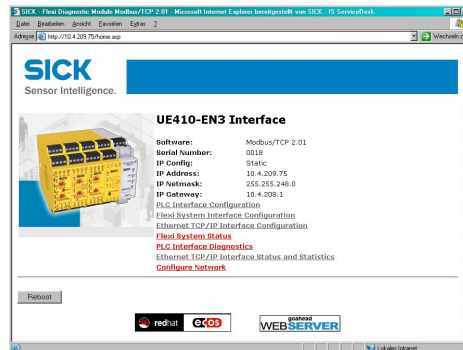 SICK - Flexi Diagnostic Module Modbus/TCP 2.01 - Microsoft Internet Explorer bereitgestellt von SICK - IS ServiceDesk
Datei Bearbeiten Ansicht Favoriten Extras ?
Adresse http://10.4.209.75/home.asp Wechseln z
SICK
Sensor Intelligence.
UE410-EN3 Interface
Software: Modbus/TCP 2.01
Serial Number: 0018
IP Config: Static
IP Address: 10.4.209.75
IP Netmask: 255.255.248.0
IP Gateway: 10.4.208.1
PLC Interface Configuration
Flexi System Interface Configuration
Ethernet TCP/IP Interface Configuration
Flexi System Status
PLC Interface Diagnostics
Ethernet TCP/IP Interface Status and Statistics
Configure Network
Reboot
redhat eCos
goahead
WEBSERVER
Lokales Intranet